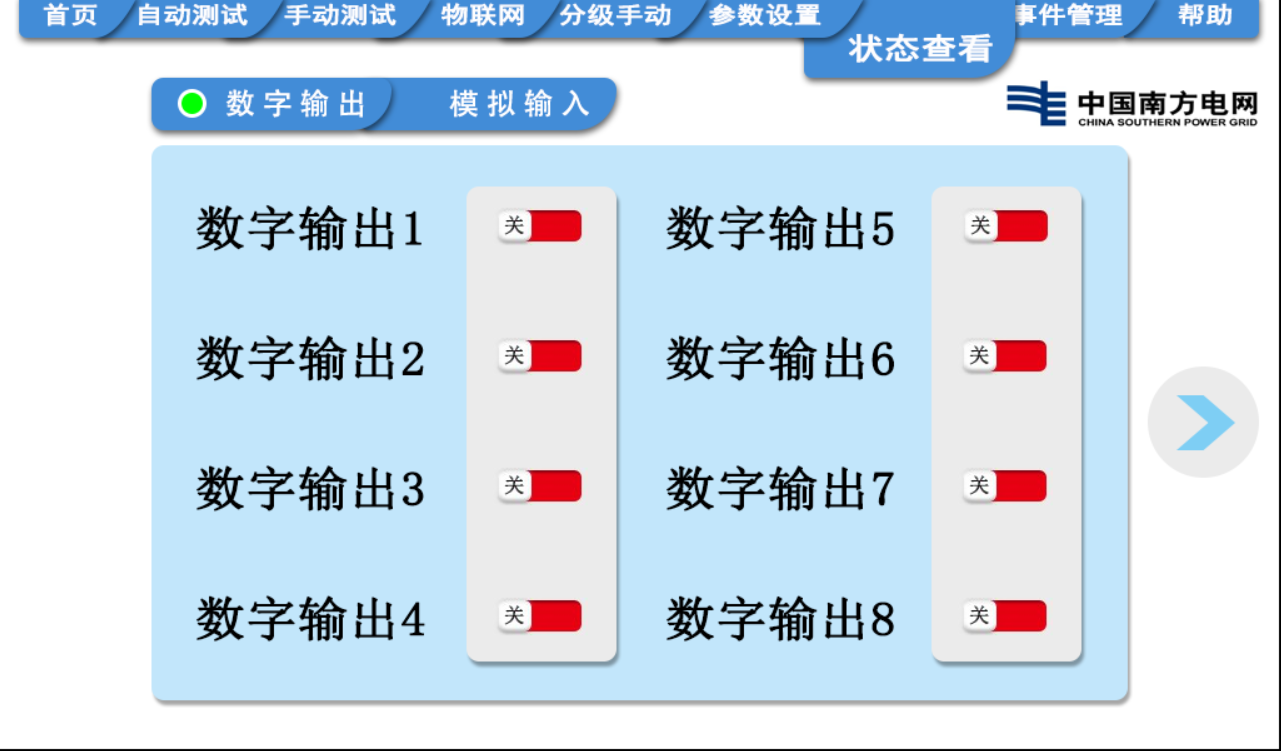 首页 自动测试 手动测试 物联网 分级手动 参数设置 状态查看 事件管理 帮助
数字输出 模拟输入
中国南方电网
CHINA SOUTHERN POWER GRID
数字输出1 关 数字输出5 关
数字输出2 关 数字输出6 关
数字输出3 关 数字输出7 关
数字输出4 关 数字输出8 关